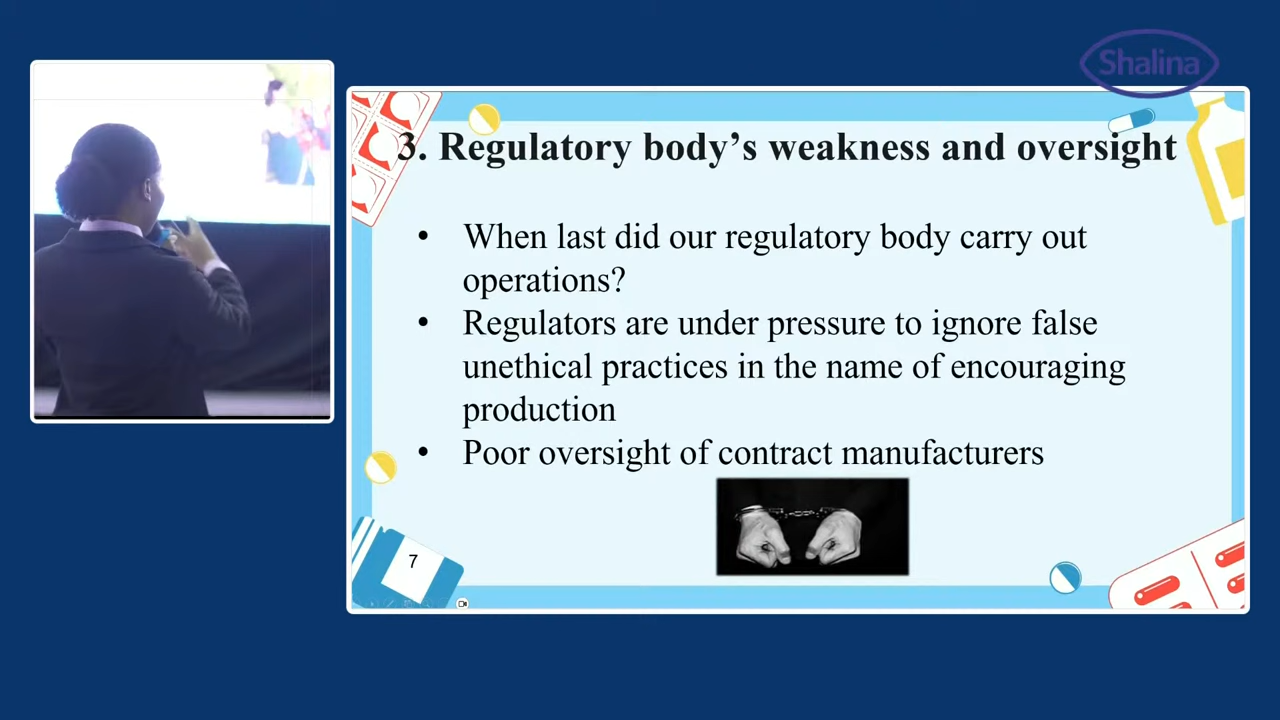 Shalina
3. Regulatory body’s weakness and oversight
• When last did our regulatory body carry out
operations?
• Regulators are under pressure to ignore false
unethical practices in the name of encouraging
production
• Poor oversight of contract manufacturers
7